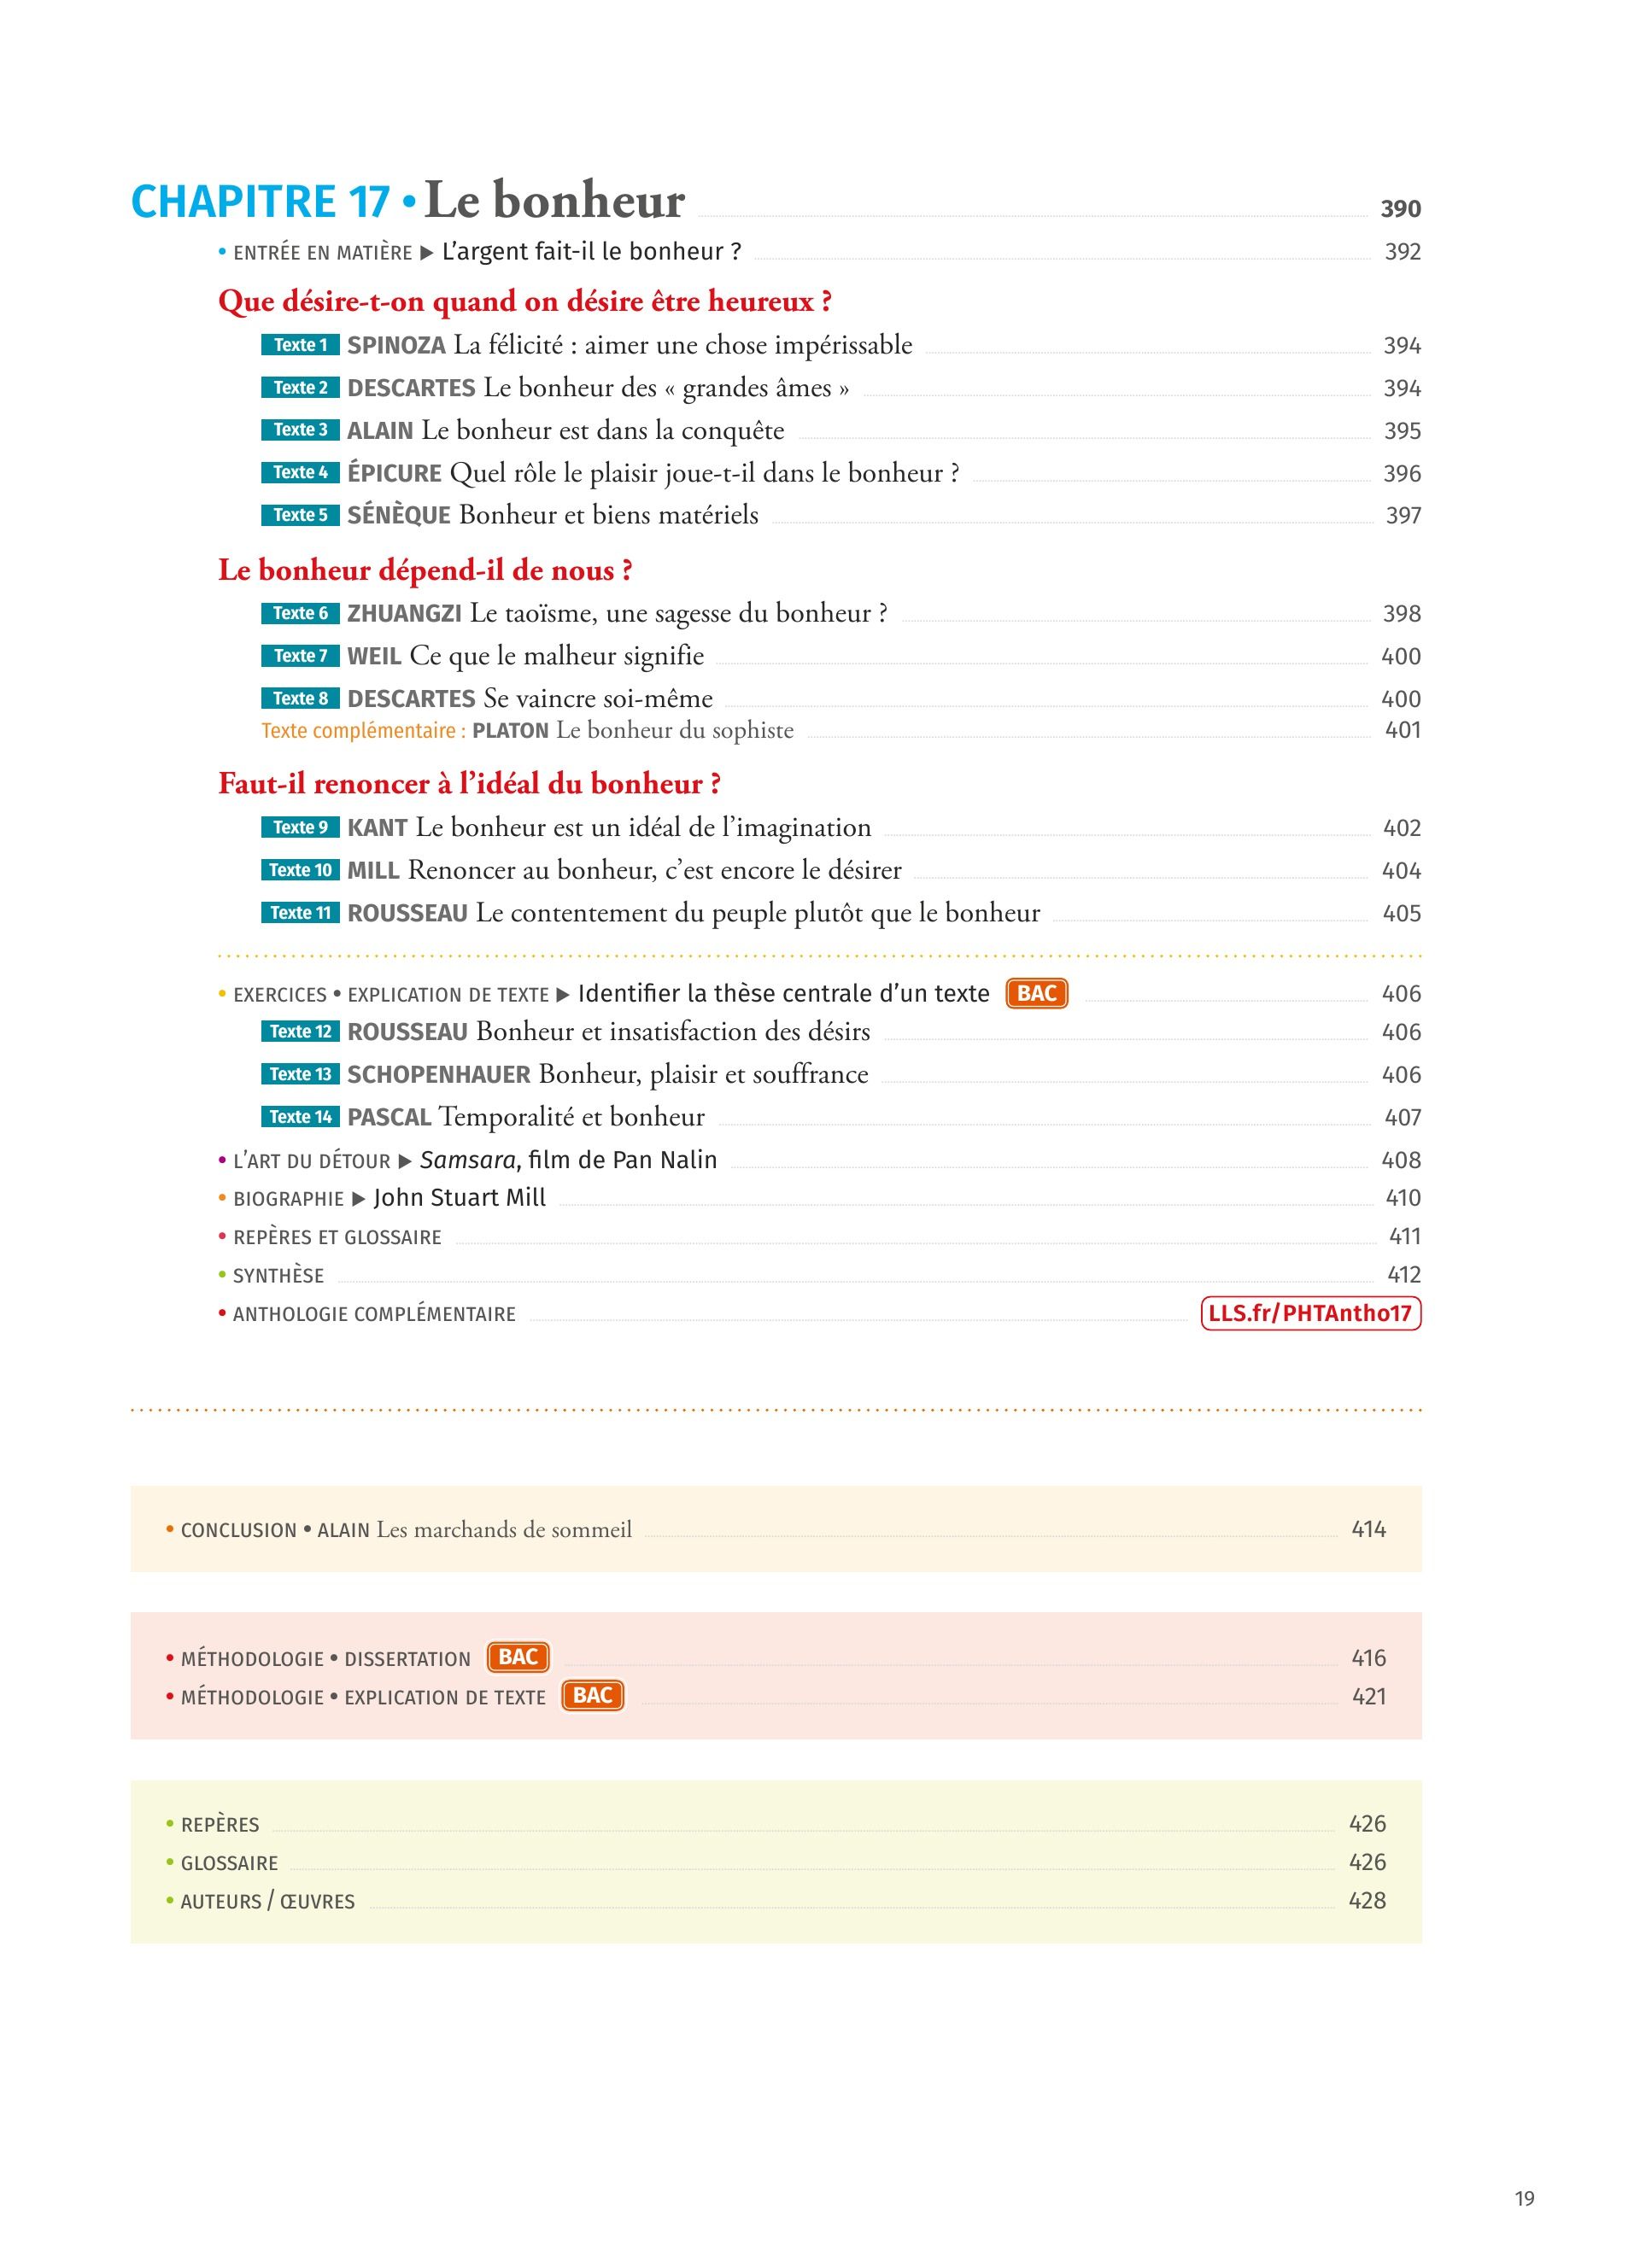 CHAPITRE 17 • Le bonheur 390
• ENTRÉE EN MATIÈRE ▶ L'argent fait-il le bonheur ? 392
Que désire-t-on quand on désire être heureux ?
Texte 1 SPINOZA La félicité : aimer une chose impérissable 394
Texte 2 DESCARTES Le bonheur des « grandes âmes » 394
Texte 3 ALAIN Le bonheur est dans la conquête 395
Texte 4 ÉPICURE Quel rôle le plaisir joue-t-il dans le bonheur ? 396
Texte 5 SÉNÈQUE Bonheur et biens matériels 397
Le bonheur dépend-il de nous ?
Texte 6 ZHUANGZI Le taoïsme, une sagesse du bonheur ? 398
Texte 7 WEIL Ce que le malheur signifie 400
Texte 8 DESCARTES Se vaincre soi-même 400
Texte complémentaire : PLATON Le bonheur du sophiste 401
Faut-il renoncer à l'idéal du bonheur ?
Texte 9 KANT Le bonheur est un idéal de l'imagination 402
Texte 10 MILL Renoncer au bonheur, c'est encore le désirer 404
Texte 11 ROUSSEAU Le contentement du peuple plutôt que le bonheur 405
• EXERCICES • EXPLICATION DE TEXTE ▶ Identifier la thèse centrale d'un texte BAC 406
Texte 12 ROUSSEAU Bonheur et insatisfaction des désirs 406
Texte 13 SCHOPENHAUER Bonheur, plaisir et souffrance 406
Texte 14 PASCAL Temporalité et bonheur 407
• L'ART DU DÉTOUR ▶ Samsara, film de Pan Nalin 408
• BIOGRAPHIE ▶ John Stuart Mill 410
• REPÈRES ET GLOSSAIRE 411
• SYNTHÈSE 412
• ANTHOLOGIE COMPLÉMENTAIRE LLS.fr/PHTAntho17
• CONCLUSION • ALAIN Les marchands de sommeil 414
• MÉTHODOLOGIE • DISSERTATION BAC 416
• MÉTHODOLOGIE • EXPLICATION DE TEXTE BAC 421
• REPÈRES 426
• GLOSSAIRE 426
• AUTEURS / ŒUVRES 428
19